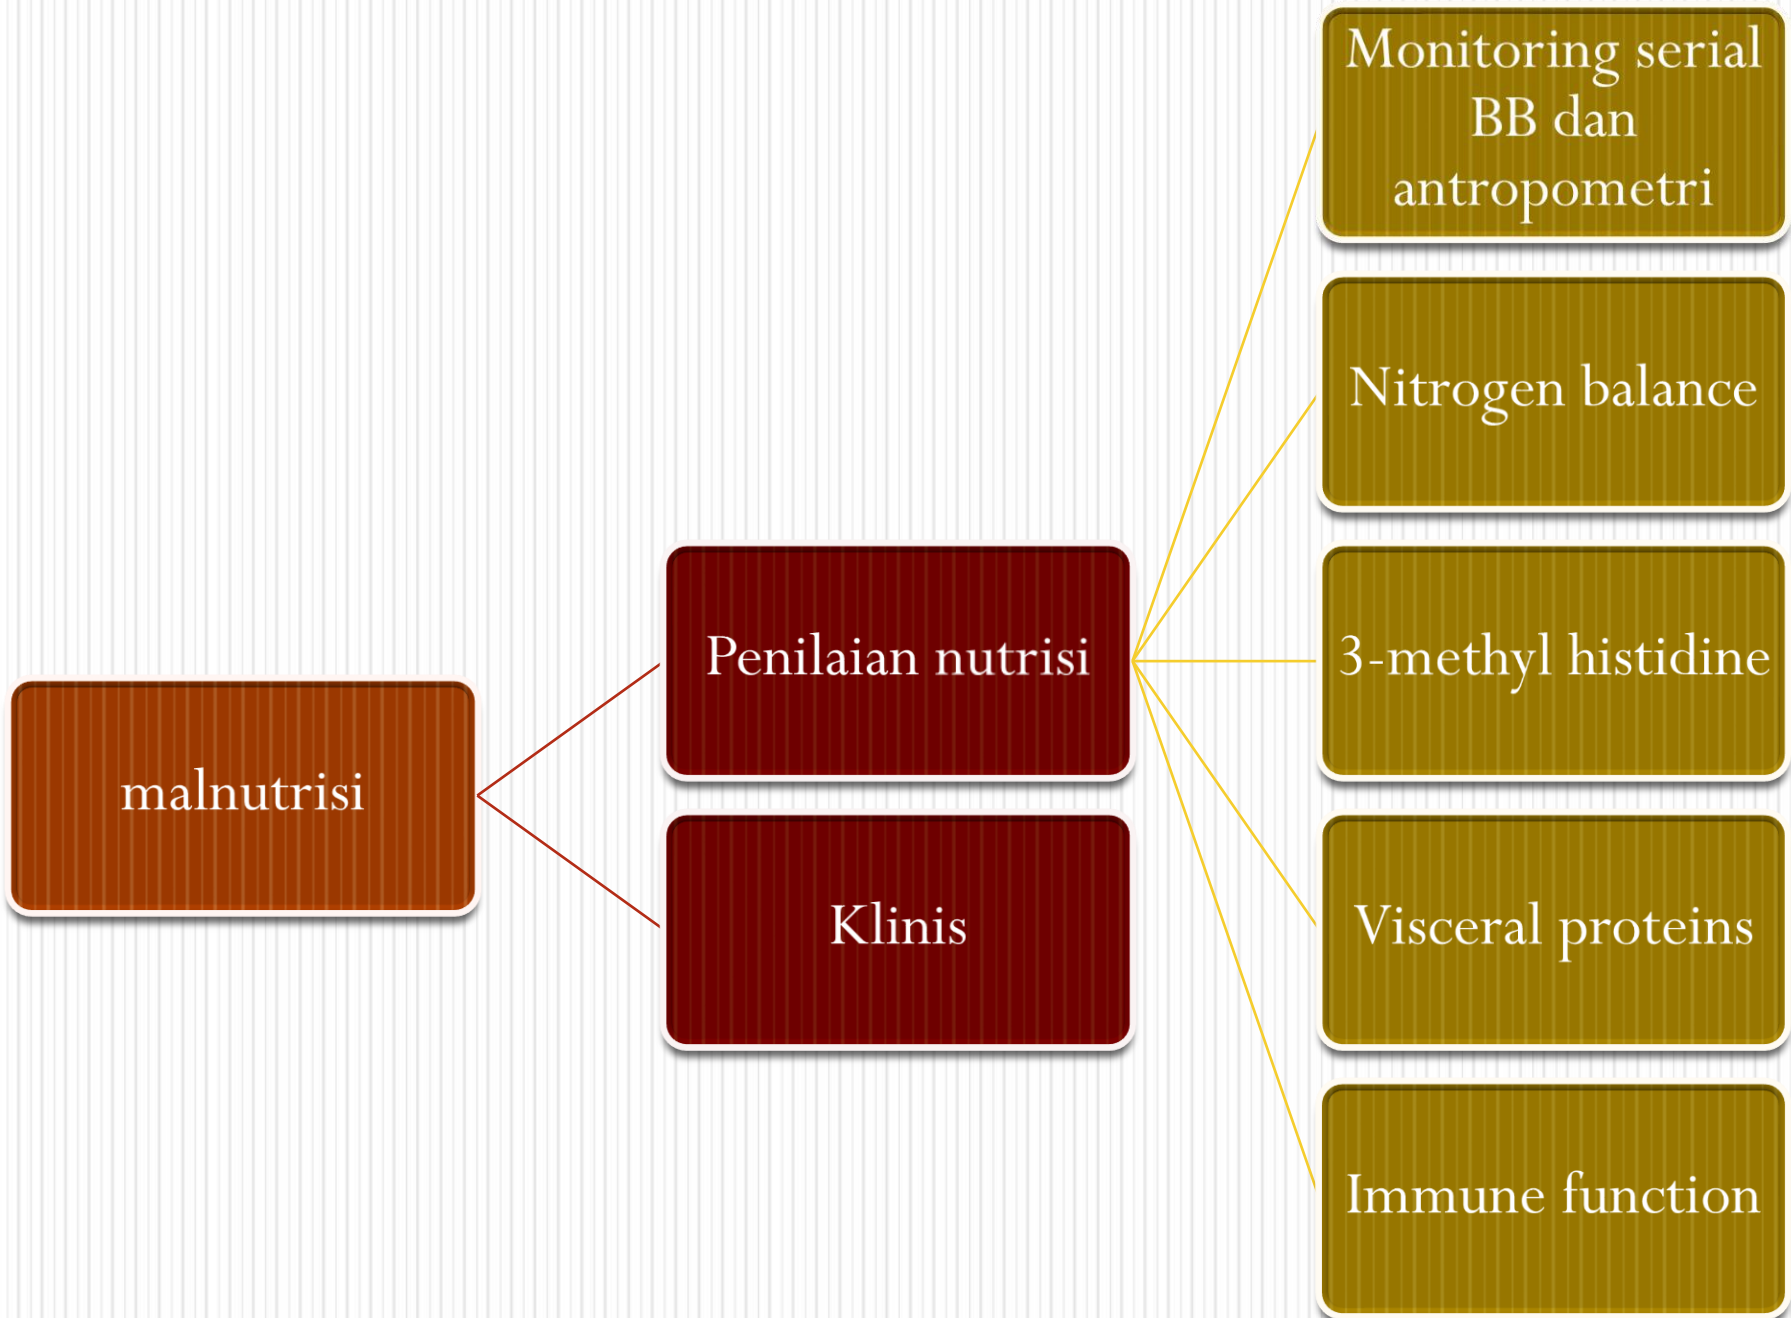 malnutrisi
Penilaian nutrisi
Klinis
Monitoring serial
BB dan
antropometri
Nitrogen balance
3-methyl histidine
Visceral proteins
Immune function